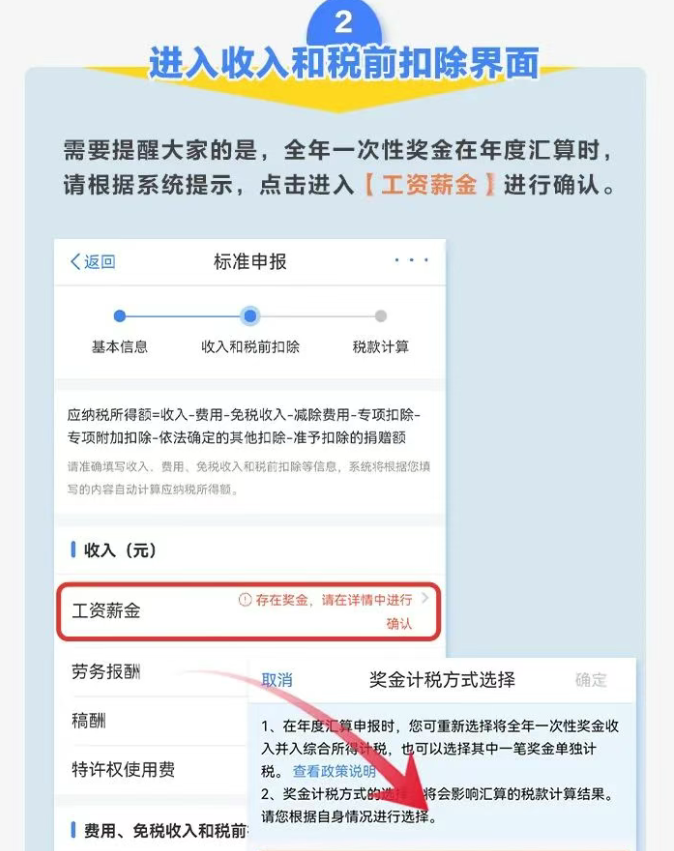 2
进入收入和税前扣除界面
需要提醒大家的是，全年一次性奖金在年度汇算时，
请根据系统提示，点击进入【工资薪金】进行确认。
返回
标准申报
基本信息
收入和税前扣除
税款计算
应纳税所得额=收入-费用-免税收入-减除费用-专项扣除-
专项附加扣除-依法确定的其他扣除-准予扣除的捐赠额
请准确填写收入、费用、免税收入和税前扣除等信息，系统将根据您填
写的内容自动计算应纳税所得额。
收入（元）
工资薪金
存在奖金，请在详情中进行
确认
劳务报酬
稿酬
特许权使用费
费用、免税收入和税前
取消
奖金计税方式选择
确定
1、在年度汇算申报时，您可重新选择将全年一次性奖金收
入并入综合所得计税，也可以选择其中一笔奖金单独计
税。 查看政策说明
2、奖金计税方式的选 将会影响汇算的税款计算结果。
请您根据自身情况进行选择。